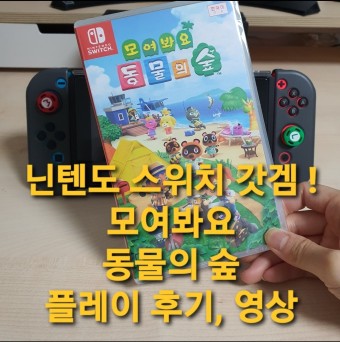 NINTENDO
SWITCH
모여봐요
동물의 숲
닌텐도 스위치 갓겜 !
모여봐요
동물의 숲
플레이 후기, 영상